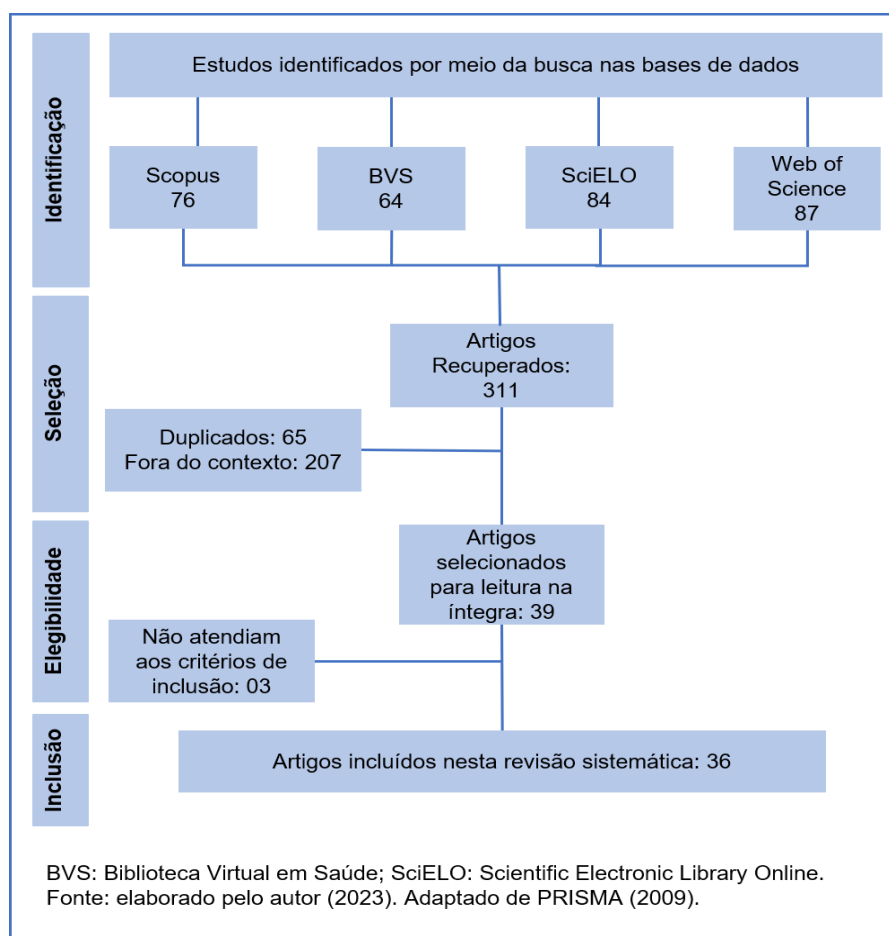 Identificação
Estudos identificados por meio da busca nas bases de dados
Scopus
76
BVS
64
SciELO
84
Web of
Science
87
Seleção
Artigos
Recuperados:
311
Duplicados: 65
Fora do contexto: 207
Elegibilidade
Artigos
selecionados
para leitura na
íntegra: 39
Não atendiam
aos critérios de
inclusão: 03
Inclusão
Artigos incluídos nesta revisão sistemática: 36
BVS: Biblioteca Virtual em Saúde; SciELO: Scientific Electronic Library Online.
Fonte: elaborado pelo autor (2023). Adaptado de PRISMA (2009).